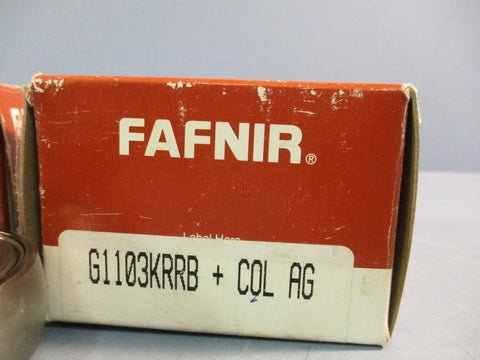 FAFNIR®
Label Here
G1103KRRB + COL AG